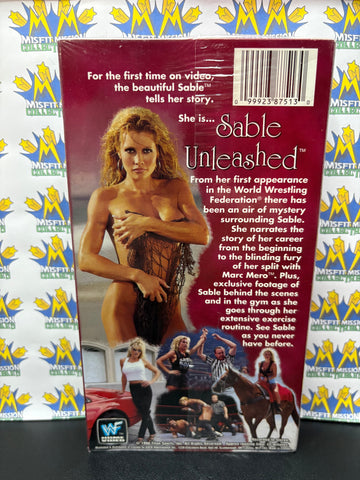 For the first time on video,
the beautiful Sable™
tells her story.
She is...
Sable
Unleashed™
From her first appearance
in the World Wrestling
Federation® there has
been an air of mystery
surrounding Sable.
She narrates the
story of her career
from the beginning
to the blinding fury
of her split with
Marc Mero™. Plus,
exclusive footage of
Sable behind the scenes
and in the gym as she
goes through her
extensive exercise
routine. See Sable
as you never
have before.
0 99923 87513 0
WF
VIDEO
MISFIT MISSION
COLLECTIBLES